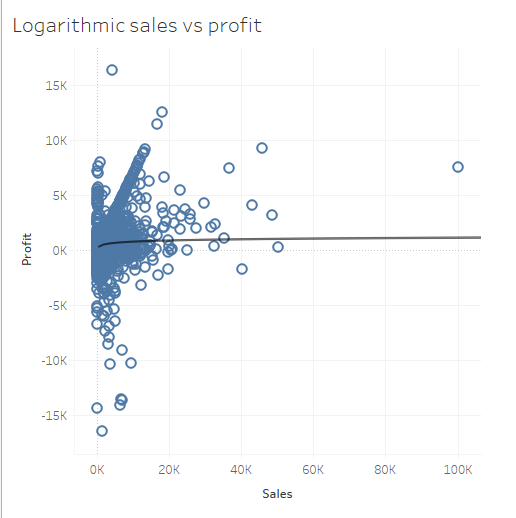 Logarithmic sales vs profit
15K
10K
5K
0K
-5K
-10K
-15K
Profit
0K 20K 40K 60K 80K 100K
Sales